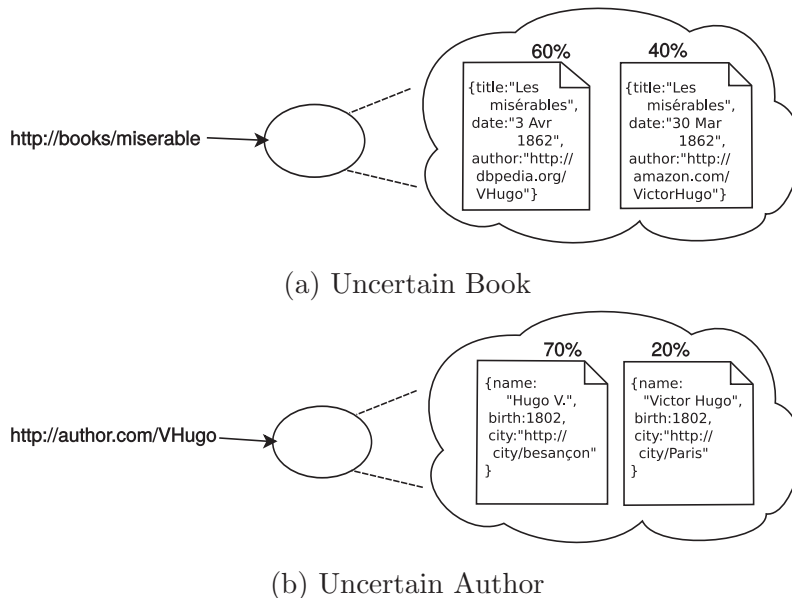 60% 40%
{title:"Les
misérables",
date:"3 Avr
1862",
author:"http://
dbpedia.org/
VHugo"}
{title:"Les
misérables",
date:"30 Mar
1862",
author:"http://
amazon.com/
VictorHugo"}
http://books/miserable
(a) Uncertain Book
70% 20%
{name:
"Hugo V.",
birth:1802,
city:"http://
city/besançon"
}
{name:
"Victor Hugo",
birth:1802,
city:"http://
city/Paris"
}
http://author.com/VHugo
(b) Uncertain Author